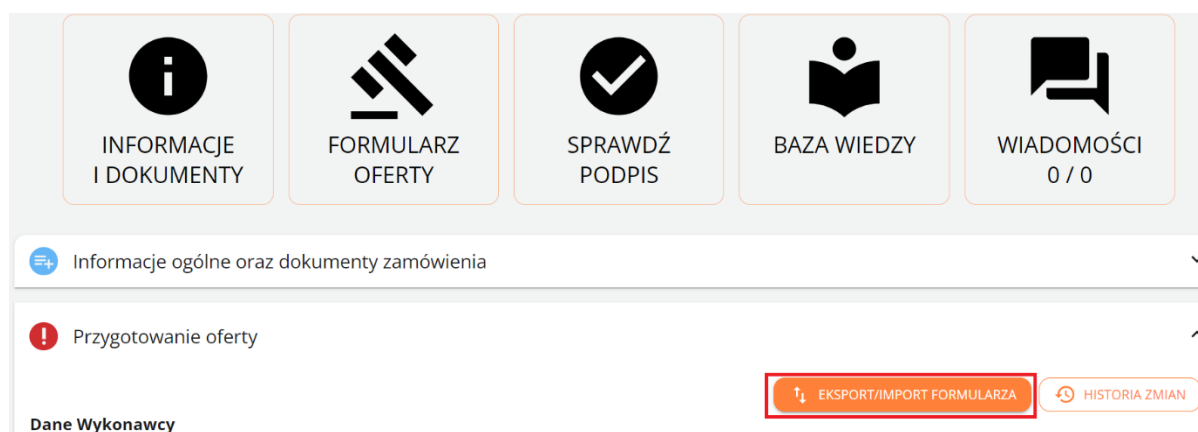 INFORMACJE
I DOKUMENTY
FORMULARZ
OFERTY
SPRAWDŹ
PODPIS
BAZA WIEDZY
WIADOMOŚCI
0 / 0
Informacje ogólne oraz dokumenty zamówienia
Przygotowanie oferty
EKSPORT/IMPORT FORMULARZA
HISTORIA ZMIAN
Dane Wykonawcy